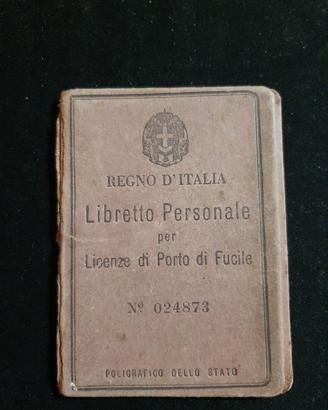 REGNO D'ITALIA
Libretto Personale
per
Licenze di Porto di Fucile
Nº 024873
POLIGRAFICO DELLO STATO